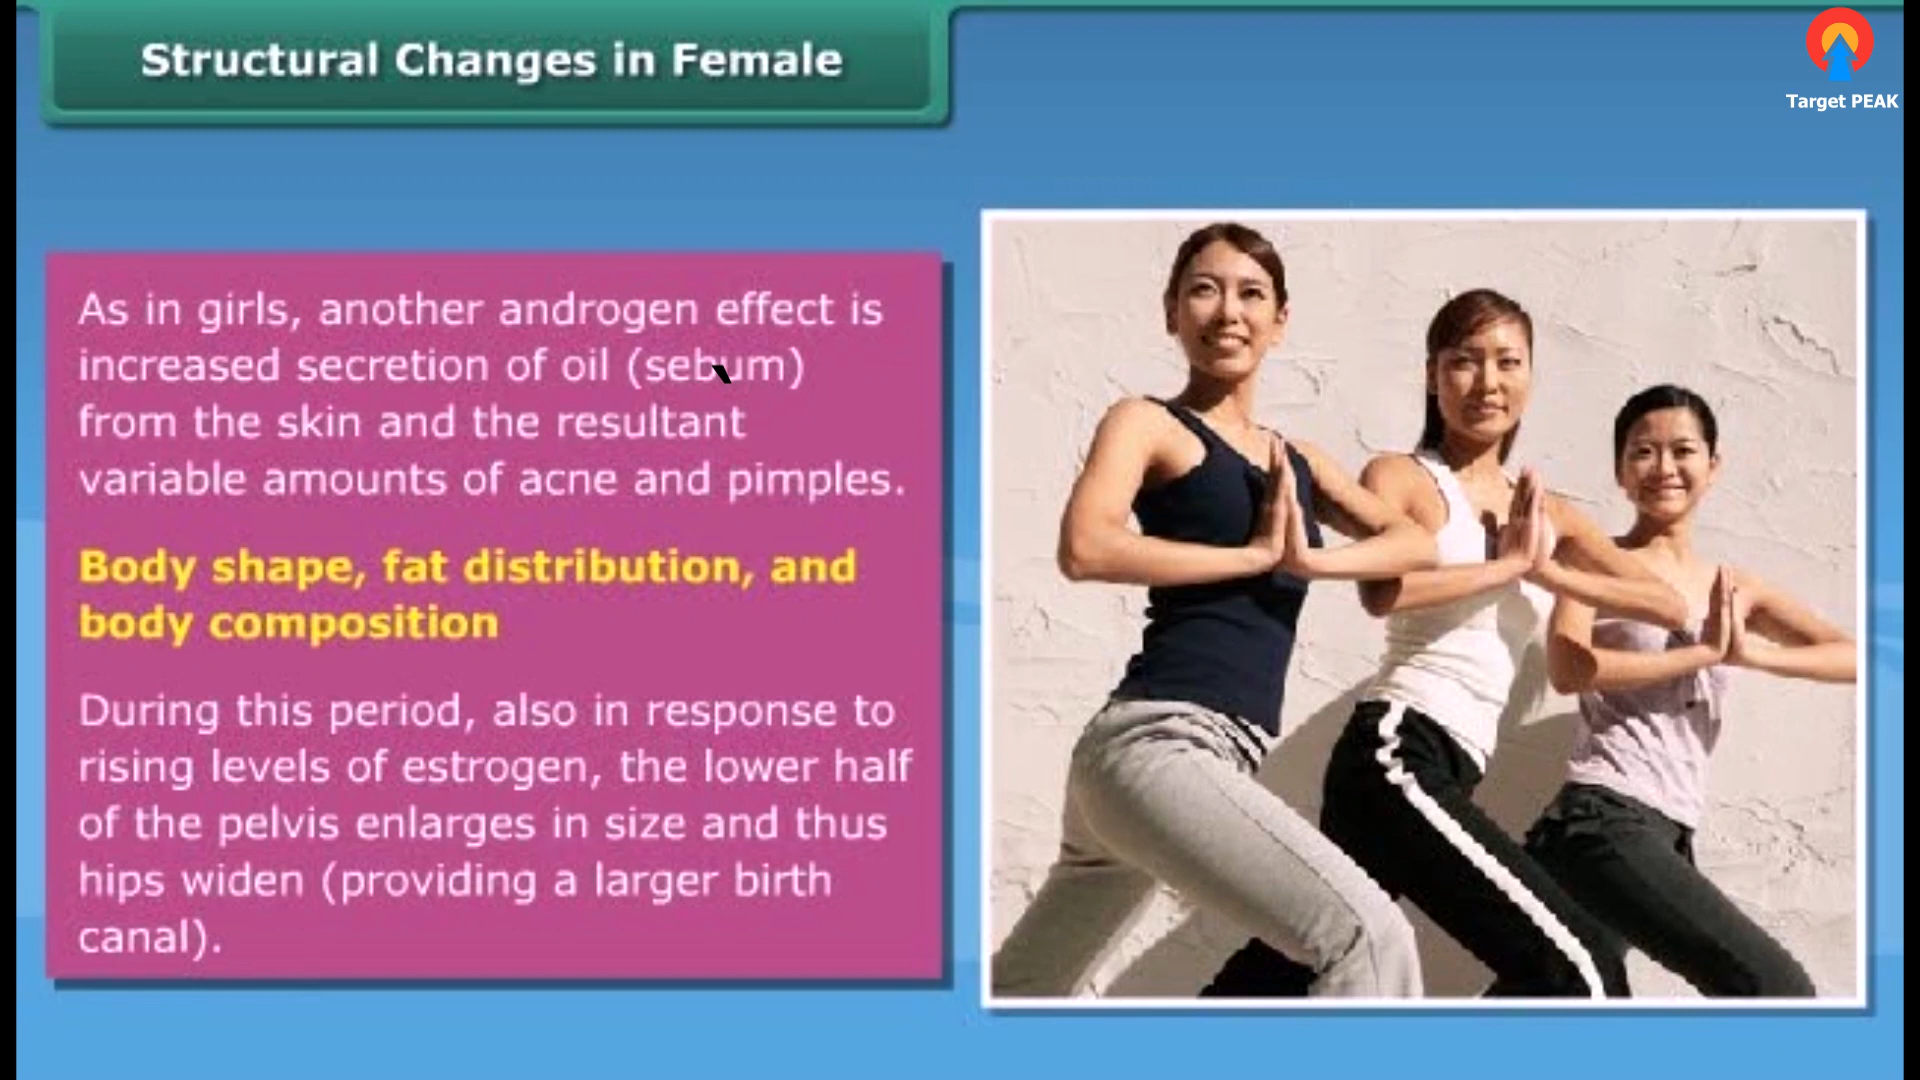 Structural Changes in Female
Target PEAK
As in girls, another androgen effect is
increased secretion of oil (sebum)
from the skin and the resultant
variable amounts of acne and pimples.
Body shape, fat distribution, and
body composition
During this period, also in response to
rising levels of estrogen, the lower half
of the pelvis enlarges in size and thus
hips widen (providing a larger birth
canal).